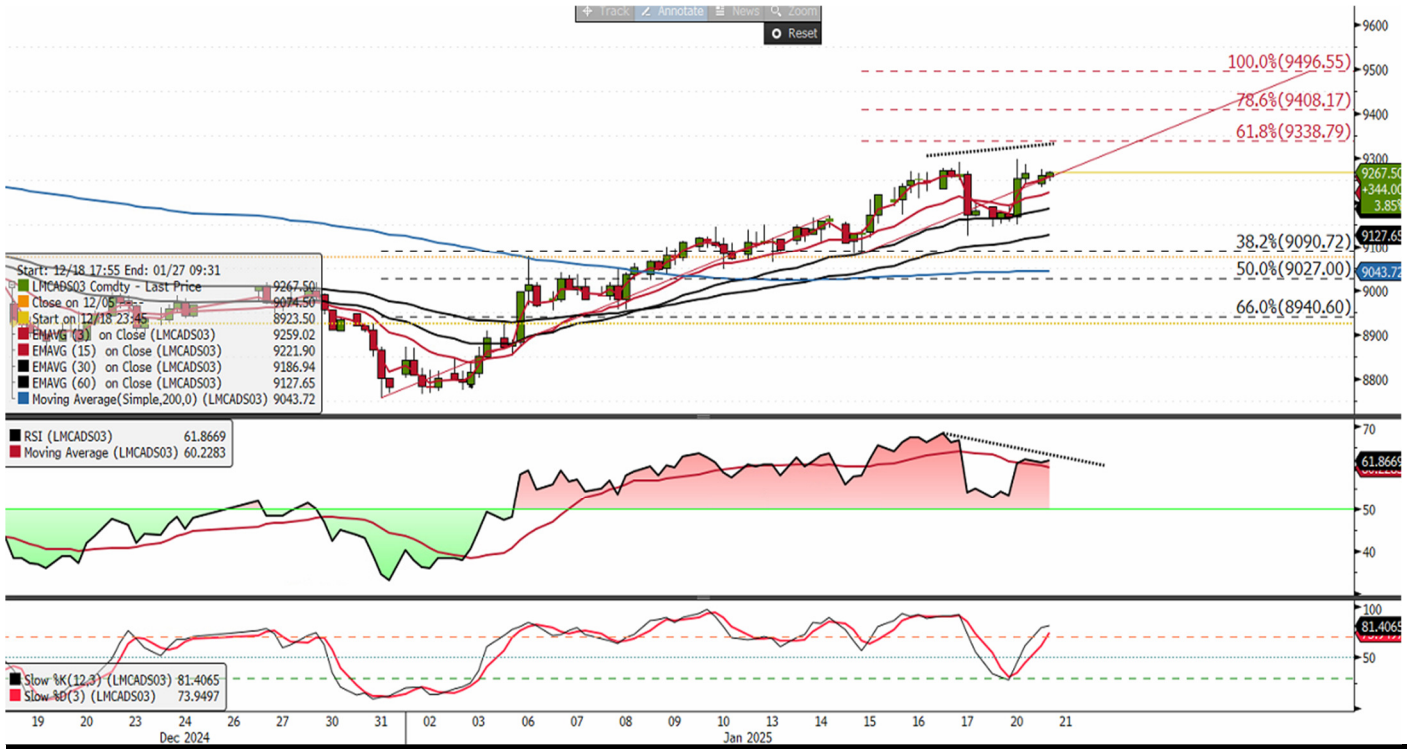 Track Annotate News Zoom
Reset
9600
100.0%(9496.55)
9500
78.6%(9408.17)
9400
61.8%(9338.79)
9300
9267.50
+344.00
3.85%
9127.65
9100
38.2%(9090.72)
9043.72
50.0%(9027.00)
9000
66.0%(8940.60)
8900
8800
Start: 12/18 17:55 End: 01/27 09:31
LMCADS03 Comdty - Last Price 9267.50
Close on 12/05 ---- 9074.50
Start on 12/18 23:45 8923.50
EMAVG (3) on Close (LMCADS03) 9259.02
EMAVG (15) on Close (LMCADS03) 9221.90
EMAVG (30) on Close (LMCADS03) 9186.94
EMAVG (60) on Close (LMCADS03) 9127.65
Moving Average(Simple,200,0) (LMCADS03) 9043.72
RSI (LMCADS03) 61.8669
Moving Average (LMCADS03) 60.2283
70
61.8669
50
40
100
81.4065
50
0
Slow %K(12,3) (LMCADS03) 81.4065
Slow %D(3) (LMCADS03) 73.9497
19 20 23 24 26 27 30 31 02 03 06 07 08 09 10 13 14 15 16 17 20 21
Dec 2024 Jan 2025